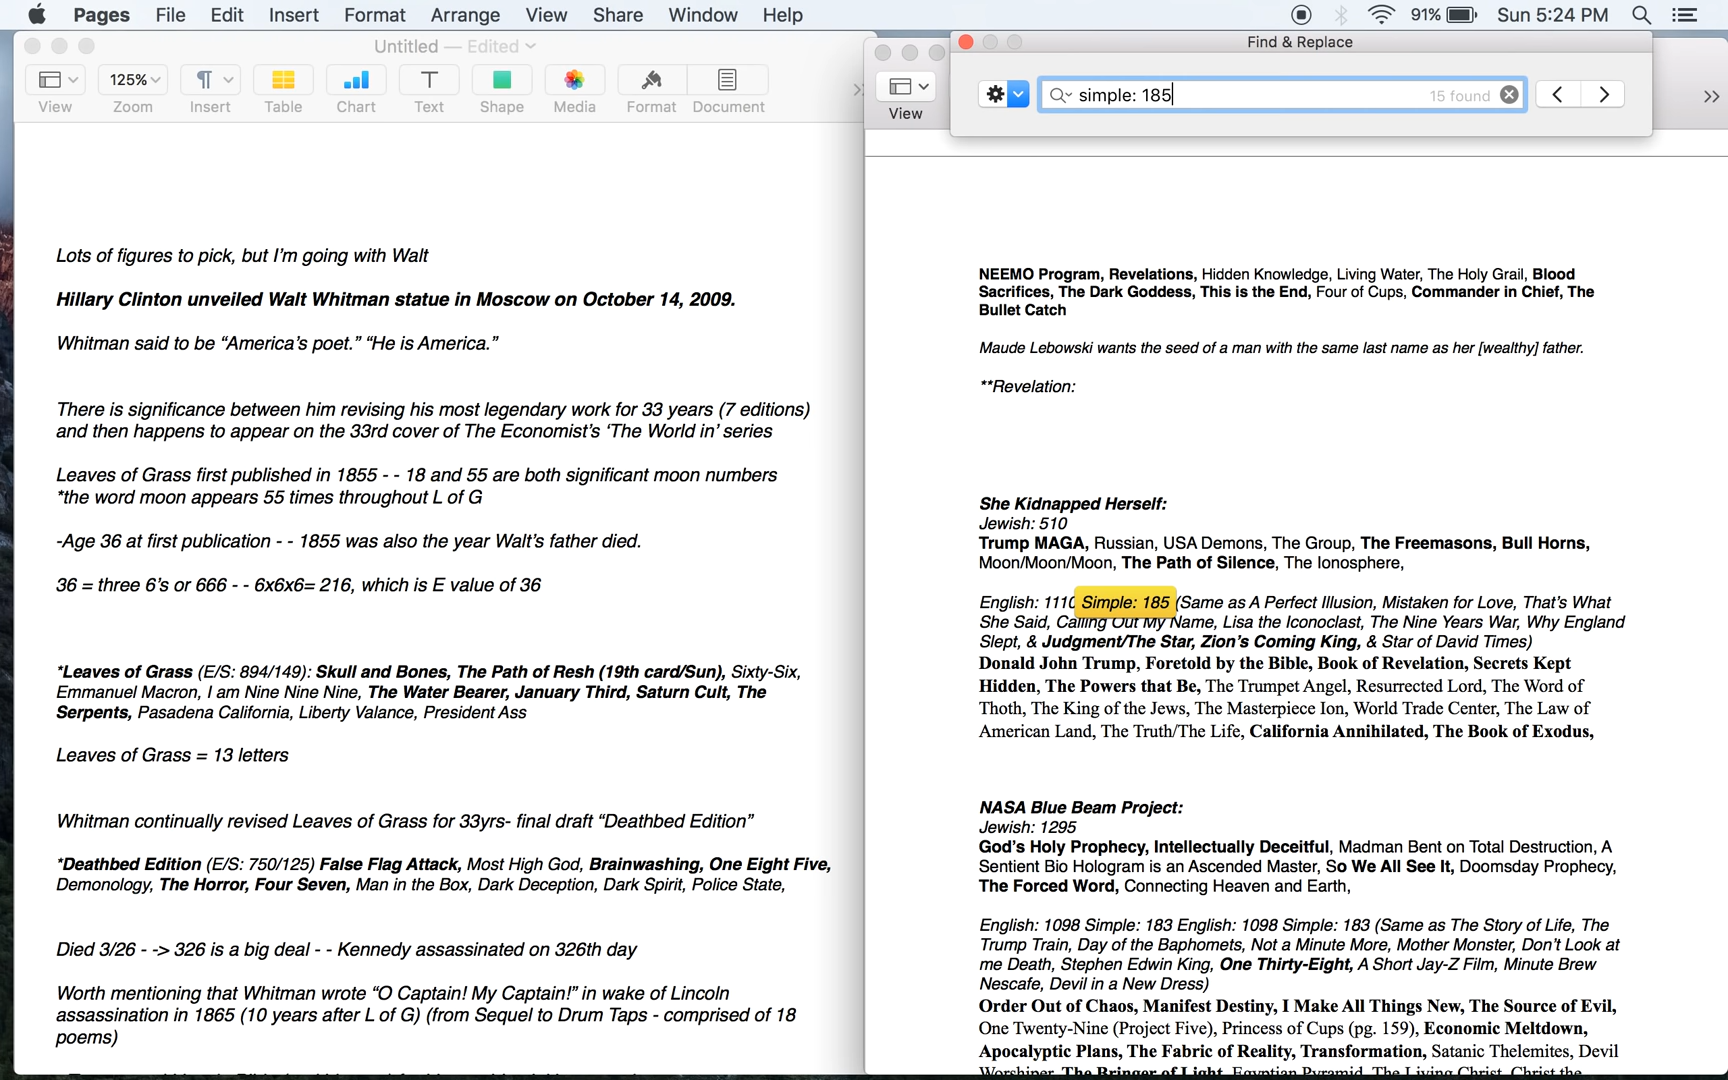 Pages File Edit Insert Format Arrange View Share Window Help
91% Sun 5:24 PM
Untitled — Edited
125%
View Zoom Insert Table Chart Text Shape Media Format Document
Lots of figures to pick, but I'm going with Walt
Hillary Clinton unveiled Walt Whitman statue in Moscow on October 14, 2009.
Whitman said to be “America's poet.” “He is America.”
There is significance between him revising his most legendary work for 33 years (7 editions)
and then happens to appear on the 33rd cover of The Economist's ‘The World in’ series
Leaves of Grass first published in 1855 - - 18 and 55 are both significant moon numbers
*the word moon appears 55 times throughout L of G
-Age 36 at first publication - - 1855 was also the year Walt's father died.
36 = three 6's or 666 - - 6x6x6= 216, which is E value of 36
*Leaves of Grass (E/S: 894/149): Skull and Bones, The Path of Resh (19th card/Sun), Sixty-Six,
Emmanuel Macron, I am Nine Nine Nine, The Water Bearer, January Third, Saturn Cult, The
Serpents, Pasadena California, Liberty Valance, President Ass
Leaves of Grass = 13 letters
Whitman continually revised Leaves of Grass for 33yrs- final draft “Deathbed Edition”
*Deathbed Edition (E/S: 750/125) False Flag Attack, Most High God, Brainwashing, One Eight Five,
Demonology, The Horror, Four Seven, Man in the Box, Dark Deception, Dark Spirit, Police State,
Died 3/26 - -> 326 is a big deal - - Kennedy assassinated on 326th day
Worth mentioning that Whitman wrote “O Captain! My Captain!” in wake of Lincoln
assassination in 1865 (10 years after L of G) (from Sequel to Drum Taps - comprised of 18
poems)
Find & Replace
simple: 185
15 found
View
NEEMO Program, Revelations, Hidden Knowledge, Living Water, The Holy Grail, Blood
Sacrifices, The Dark Goddess, This is the End, Four of Cups, Commander in Chief, The
Bullet Catch
Maude Lebowski wants the seed of a man with the same last name as her [wealthy] father.
**Revelation:
She Kidnapped Herself:
Jewish: 510
Trump MAGA, Russian, USA Demons, The Group, The Freemasons, Bull Horns,
Moon/Moon/Moon, The Path of Silence, The Ionosphere,
English: 1110 Simple: 185 (Same as A Perfect Illusion, Mistaken for Love, That's What
She Said, Calling Out My Name, Lisa the Iconoclast, The Nine Years War, Why England
Slept, & Judgment/The Star, Zion's Coming King, & Star of David Times)
Donald John Trump, Foretold by the Bible, Book of Revelation, Secrets Kept
Hidden, The Powers that Be, The Trumpet Angel, Resurrected Lord, The Word of
Thoth, The King of the Jews, The Masterpiece Ion, World Trade Center, The Law of
American Land, The Truth/The Life, California Annihilated, The Book of Exodus,
NASA Blue Beam Project:
Jewish: 1295
God's Holy Prophecy, Intellectually Deceitful, Madman Bent on Total Destruction, A
Sentient Bio Hologram is an Ascended Master, So We All See It, Doomsday Prophecy,
The Forced Word, Connecting Heaven and Earth,
English: 1098 Simple: 183 English: 1098 Simple: 183 (Same as The Story of Life, The
Trump Train, Day of the Baphomets, Not a Minute More, Mother Monster, Don't Look at
me Death, Stephen Edwin King, One Thirty-Eight, A Short Jay-Z Film, Minute Brew
Nescafe, Devil in a New Dress)
Order Out of Chaos, Manifest Destiny, I Make All Things New, The Source of Evil,
One Twenty-Nine (Project Five), Princess of Cups (pg. 159), Economic Meltdown,
Apocalyptic Plans, The Fabric of Reality, Transformation, Satanic Thelemites, Devil
Worshiper, The Bringer of Light, Egyptian Pyramid, The Living Christ, Christ the